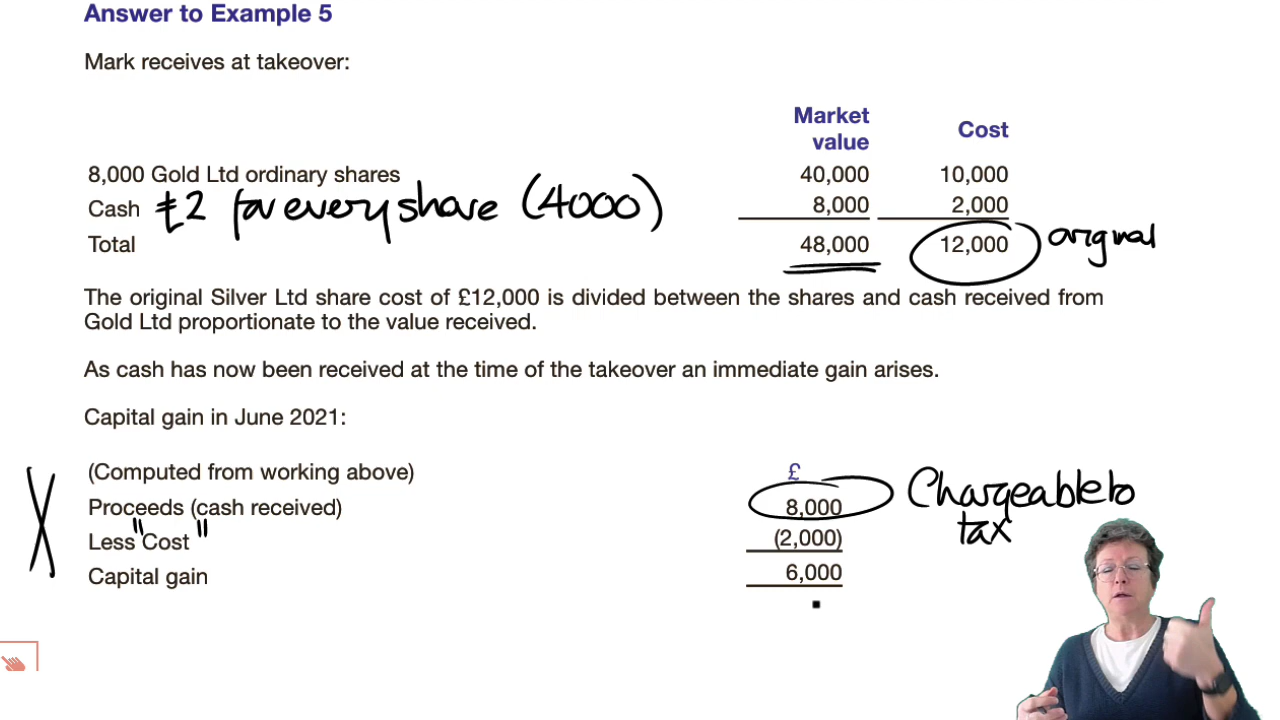 Answer to Example 5
Mark receives at takeover:
Market value Cost
8,000 Gold Ltd ordinary shares 40,000 10,000
Cash £2 for every share (4000) 8,000 2,000
Total 48,000 12,000 original
The original Silver Ltd share cost of £12,000 is divided between the shares and cash received from
Gold Ltd proportionate to the value received.
As cash has now been received at the time of the takeover an immediate gain arises.
Capital gain in June 2021:
(Computed from working above) £
Proceeds (cash received) 8,000 Chargeable to
tax
Less "Cost" (2,000)
Capital gain 6,000